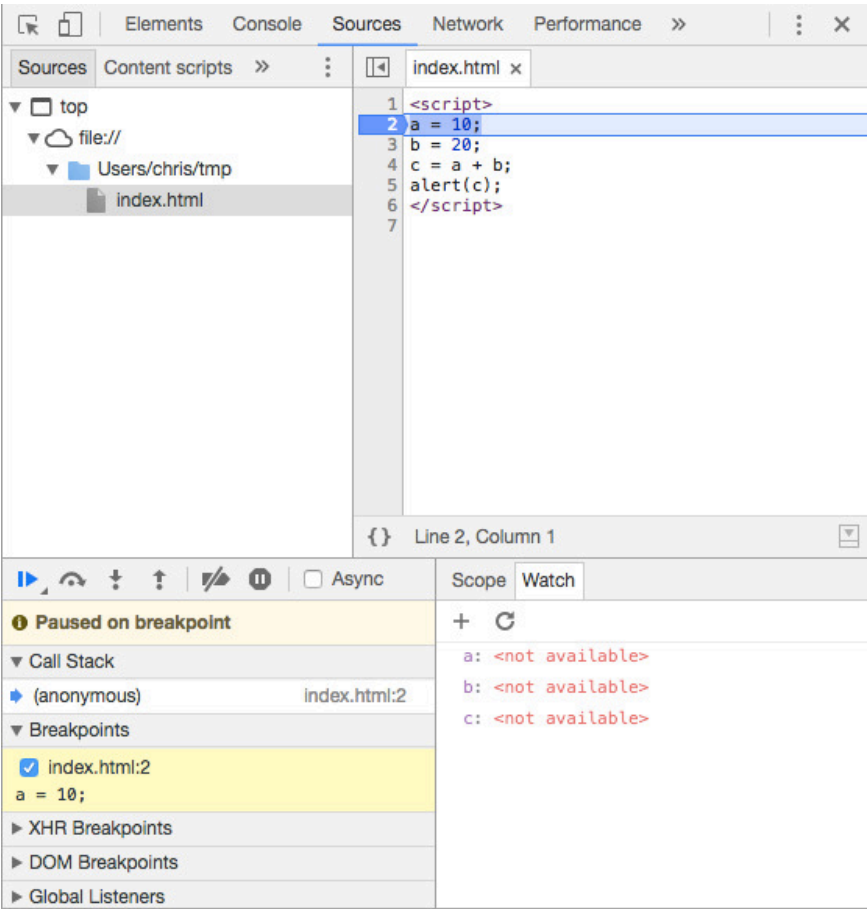 Elements Console Sources Network Performance »
Sources Content scripts »
index.html ×
top
file://
Users/chris/tmp
index.html
1 <script>
2 a = 10;
3 b = 20;
4 c = a + b;
5 alert(c);
6 </script>
7
{} Line 2, Column 1
Async
Paused on breakpoint
Call Stack
(anonymous) index.html:2
Breakpoints
index.html:2
a = 10;
XHR Breakpoints
DOM Breakpoints
Global Listeners
Scope Watch
a: <not available>
b: <not available>
c: <not available>